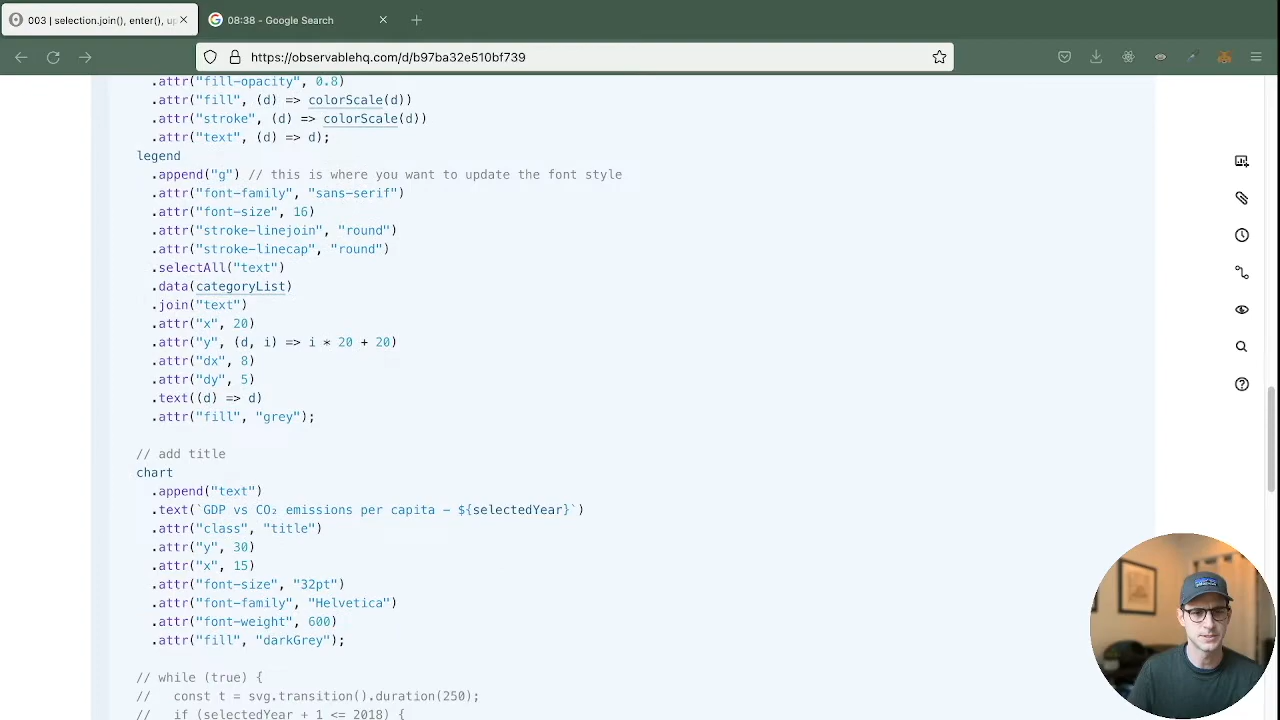 003 | selection.join(), enter(), up
08:38 - Google Search
https://observablehq.com/d/b97ba32e510bf739
.attr("fill-opacity", 0.8)
.attr("fill", (d) => colorScale(d))
.attr("stroke", (d) => colorScale(d))
.attr("text", (d) => d);
legend
.append("g") // this is where you want to update the font style
.attr("font-family", "sans-serif")
.attr("font-size", 16)
.attr("stroke-linejoin", "round")
.attr("stroke-linecap", "round")
.selectAll("text")
.data(categoryList)
.join("text")
.attr("x", 20)
.attr("y", (d, i) => i * 20 + 20)
.attr("dx", 8)
.attr("dy", 5)
.text((d) => d)
.attr("fill", "grey");
// add title
chart
.append("text")
.text(`GDP vs CO₂ emissions per capita - ${selectedYear}`)
.attr("class", "title")
.attr("y", 30)
.attr("x", 15)
.attr("font-size", "32pt")
.attr("font-family", "Helvetica")
.attr("font-weight", 600)
.attr("fill", "darkGrey");
// while (true) {
//   const t = svg.transition().duration(250);
//   if (selectedYear + 1 <= 2018) {